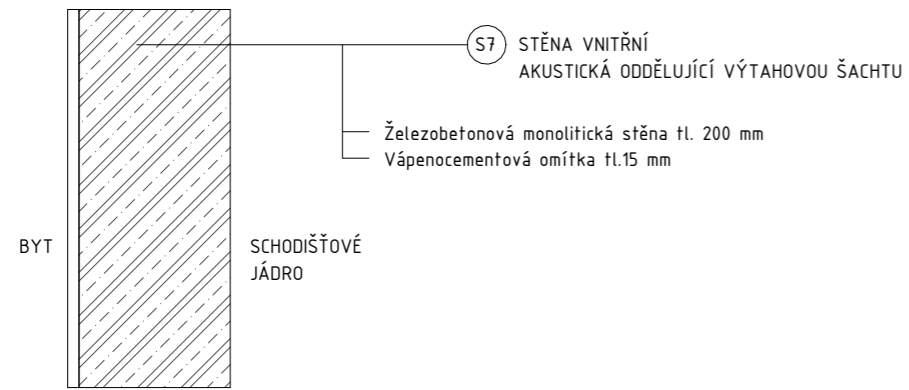 S7 STĚNA VNITŘNÍ
AKUSTICKÁ ODDĚLUJÍCÍ VÝTAHOVOU ŠACHTU
Železobetonová monolitická stěna tl. 200 mm
Vápenocementová omítka tl.15 mm
BYT
SCHODIŠŤOVÉ
JÁDRO